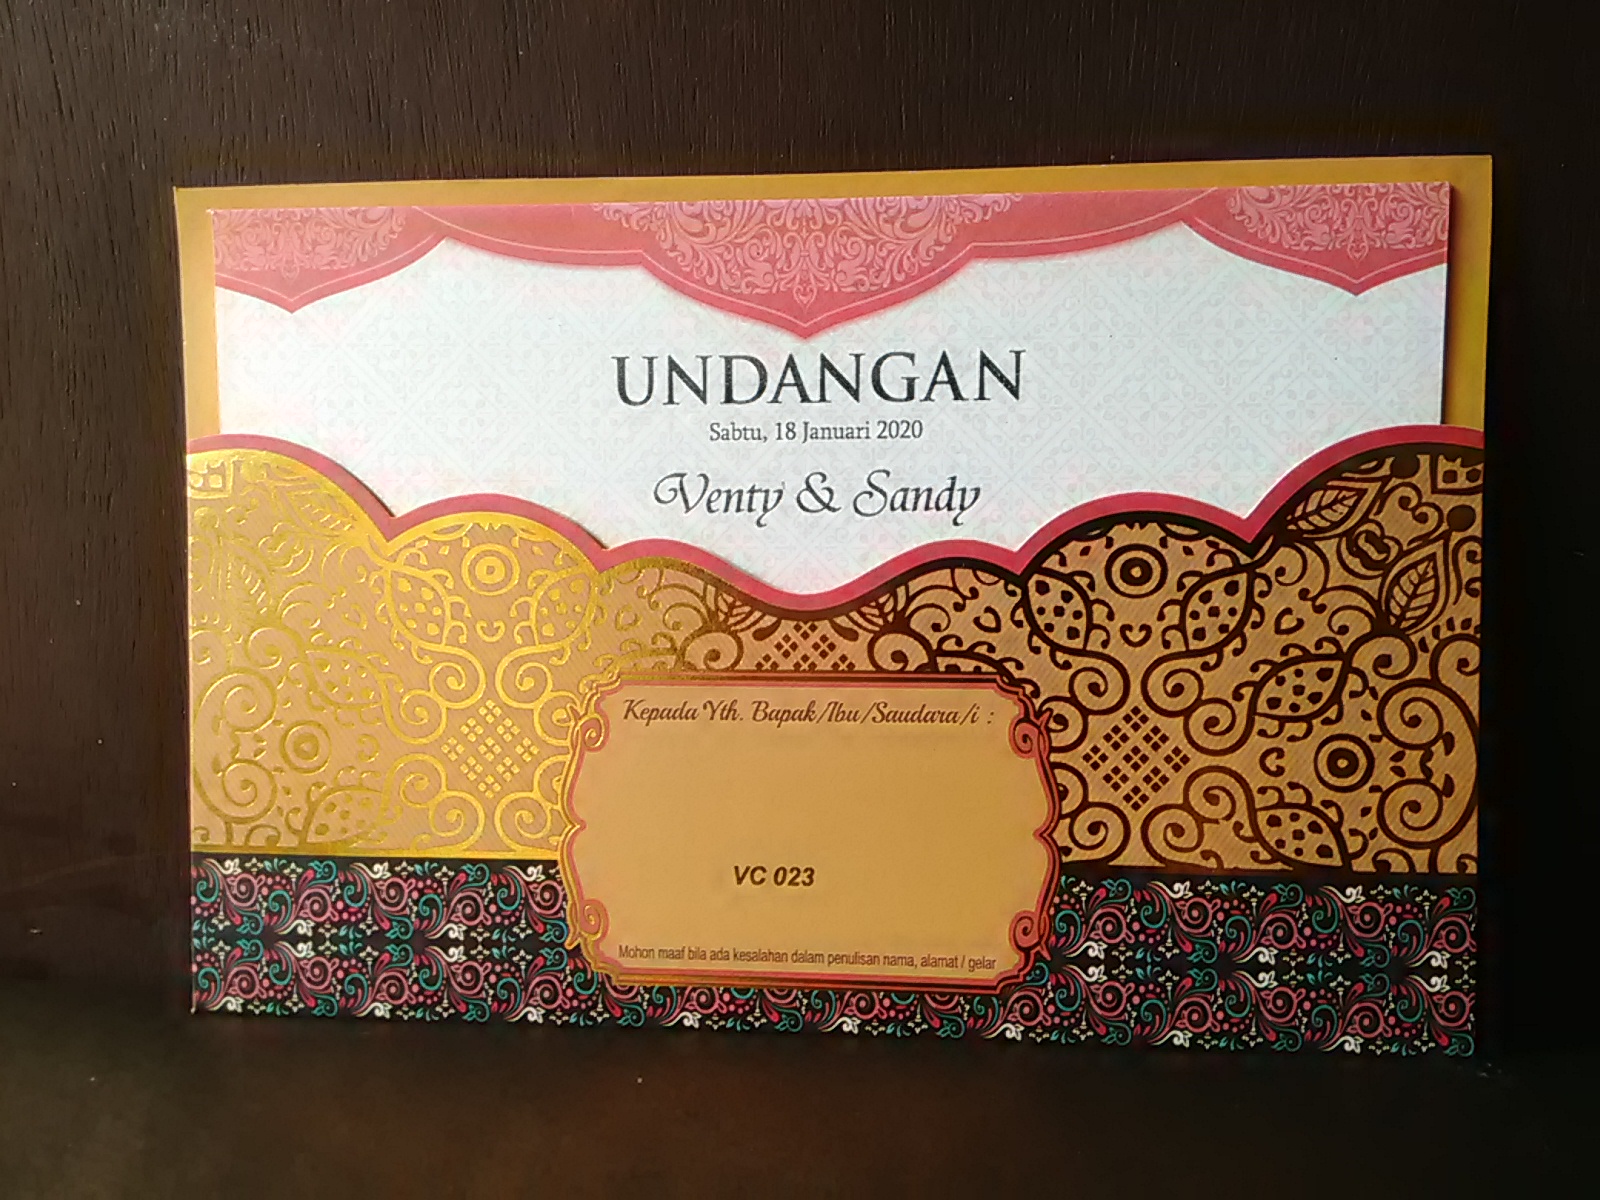 UNDANGAN
Sabtu, 18 Januari 2020
Venty & Sandy
Kepada Yth. Bapak/Ibu/Saudara/i :
VC 023
Mohon maaf bila ada kesalahan dalam penulisan nama, alamat / gelar